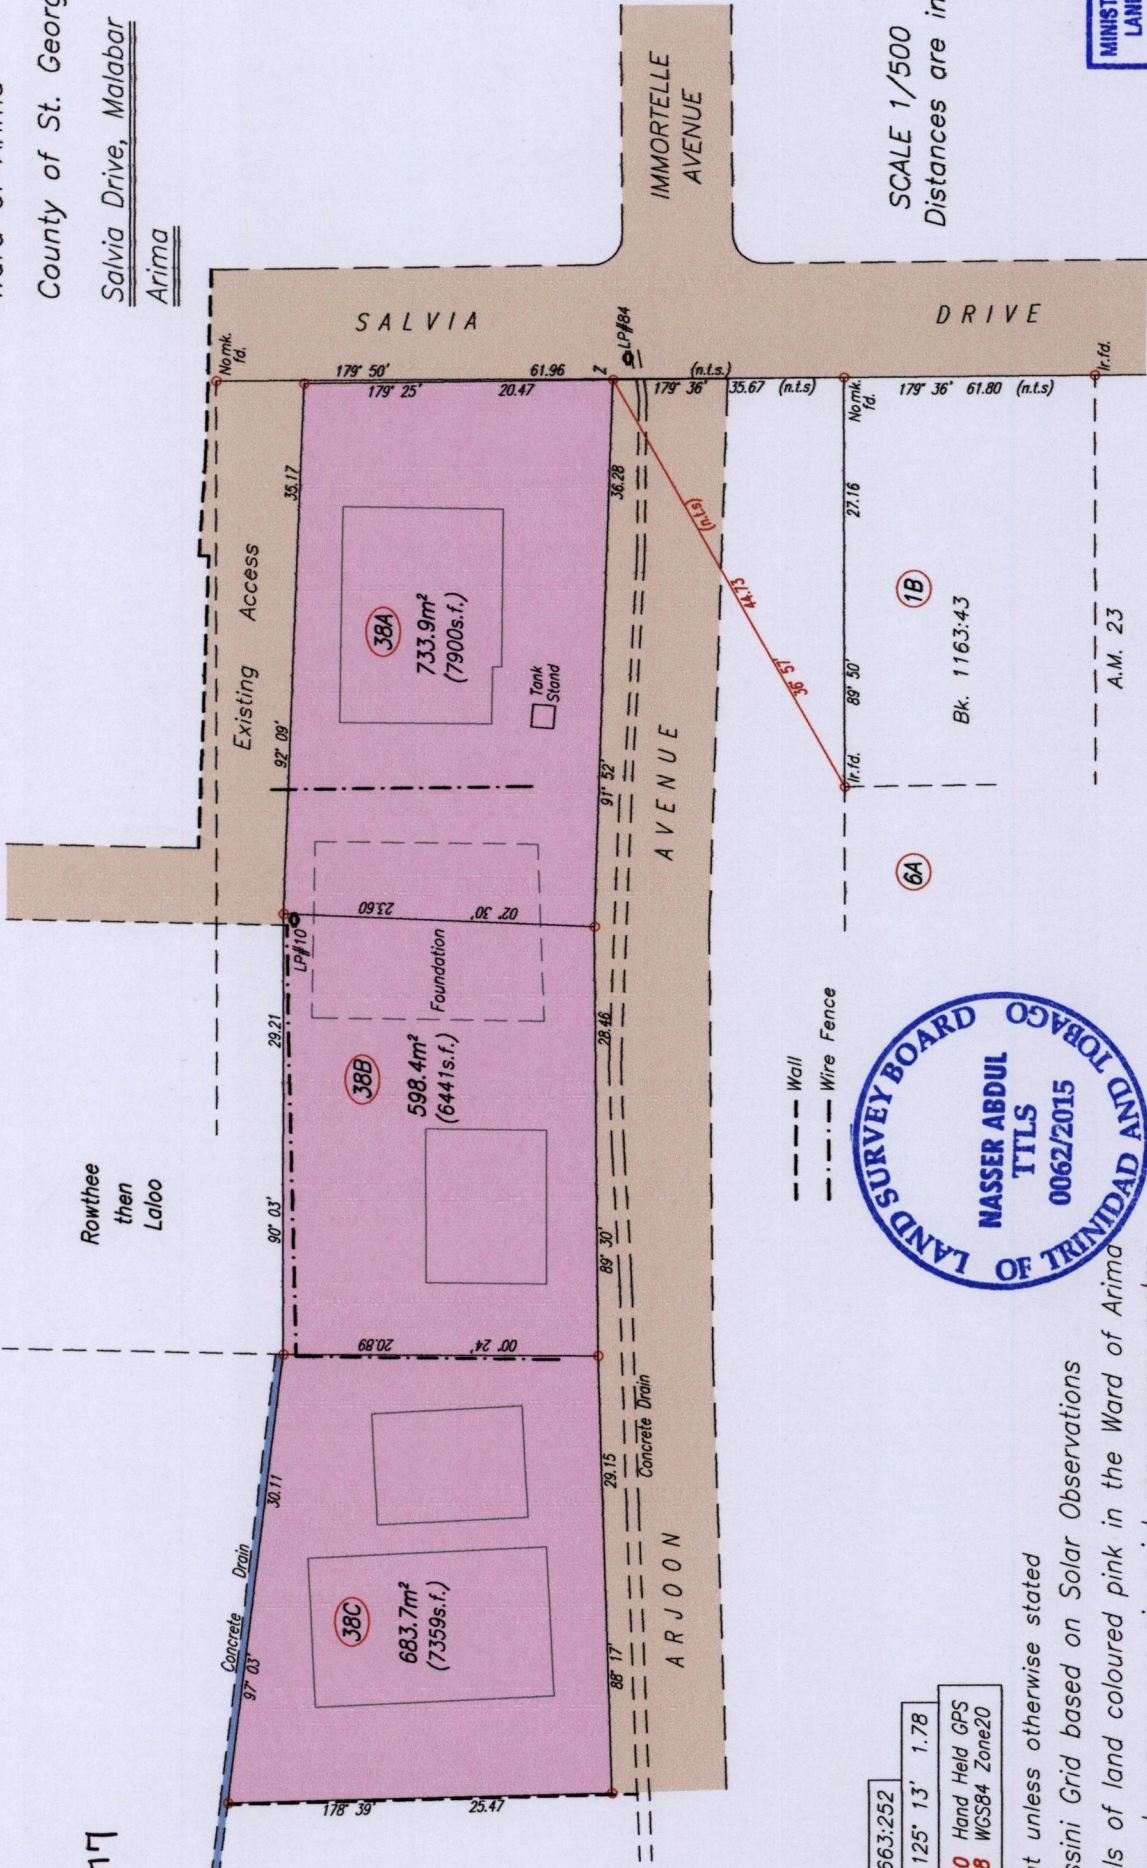 County of St. Georg
Salvia Drive, Malabar
Arima
IMMORTELLE
AVENUE
SCALE 1/500
Distances are in
MINIST
LAND
SALVIA
DRIVE
Nomk.
fd.
179° 50' 61.96
179° 25' 20.47
Z
LP#84
(n.t.s.)
179° 36' 35.67 (n.t.s)
Nomk.
fd.
179° 36' 61.80 (n.t.s)
Ir.fd.
Existing Access
92° 09' 35.17
38A
733.9m²
(7900s.f.)
Tank
Stand
91° 52' 36.28
36° 57' 44.73 (n.t.s)
89° 50' 27.16
Ir.fd.
1B
Bk. 1163:43
A.M. 23
6A
AVENUE
02° 30' 23.60
LP#10
Foundation
Rowthee
then
Laloo
90° 03' 29.21
38B
598.4m²
(6441s.f.)
89° 30' 28.46
Wall
Wire Fence
LAND SURVEY BOARD OF TRINIDAD AND TOBAGO
NASSER ABDUL
TTLS
0062/2015
00° 24' 20.89
Concrete Drain
97° 03' 30.11
38C
683.7m²
(7359s.f.)
88° 17' 29.15
Concrete Drain
ARJOON
178° 39' 25.47
663:252
125° 13' 1.78
0 Hand Held GPS
8 WGS84 Zone20
t unless otherwise stated
ssini Grid based on Solar Observations
ls of land coloured pink in the Ward of Arima